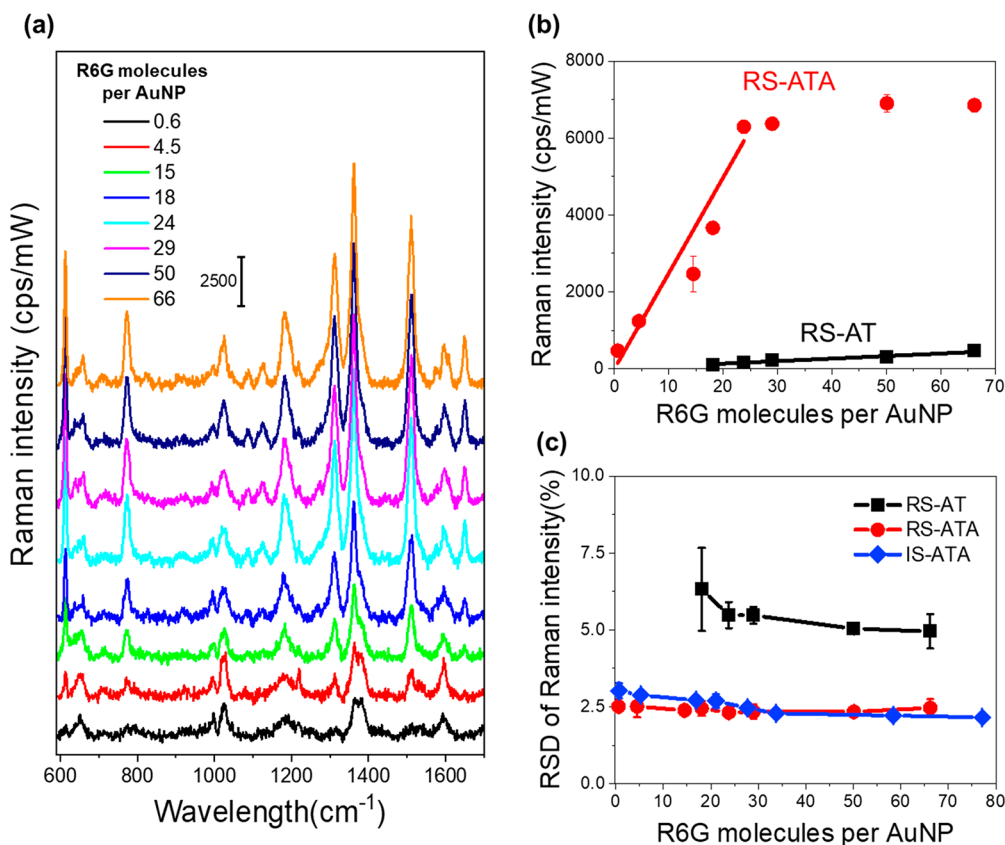 (a)
R6G molecules
per AuNP
0.6
4.5
15
18
24
29
50
66
2500
Raman intensity (cps/mW)
600 800 1000 1200 1400 1600
Wavelength(cm⁻¹)
(b)
8000
6000
4000
2000
0
Raman intensity (cps/mW)
RS-ATA
RS-AT
0 10 20 30 40 50 60 70
R6G molecules per AuNP
(c)
10.0
7.5
5.0
2.5
0.0
RSD of Raman intensity(%)
RS-AT
RS-ATA
IS-ATA
0 10 20 30 40 50 60 70 80
R6G molecules per AuNP